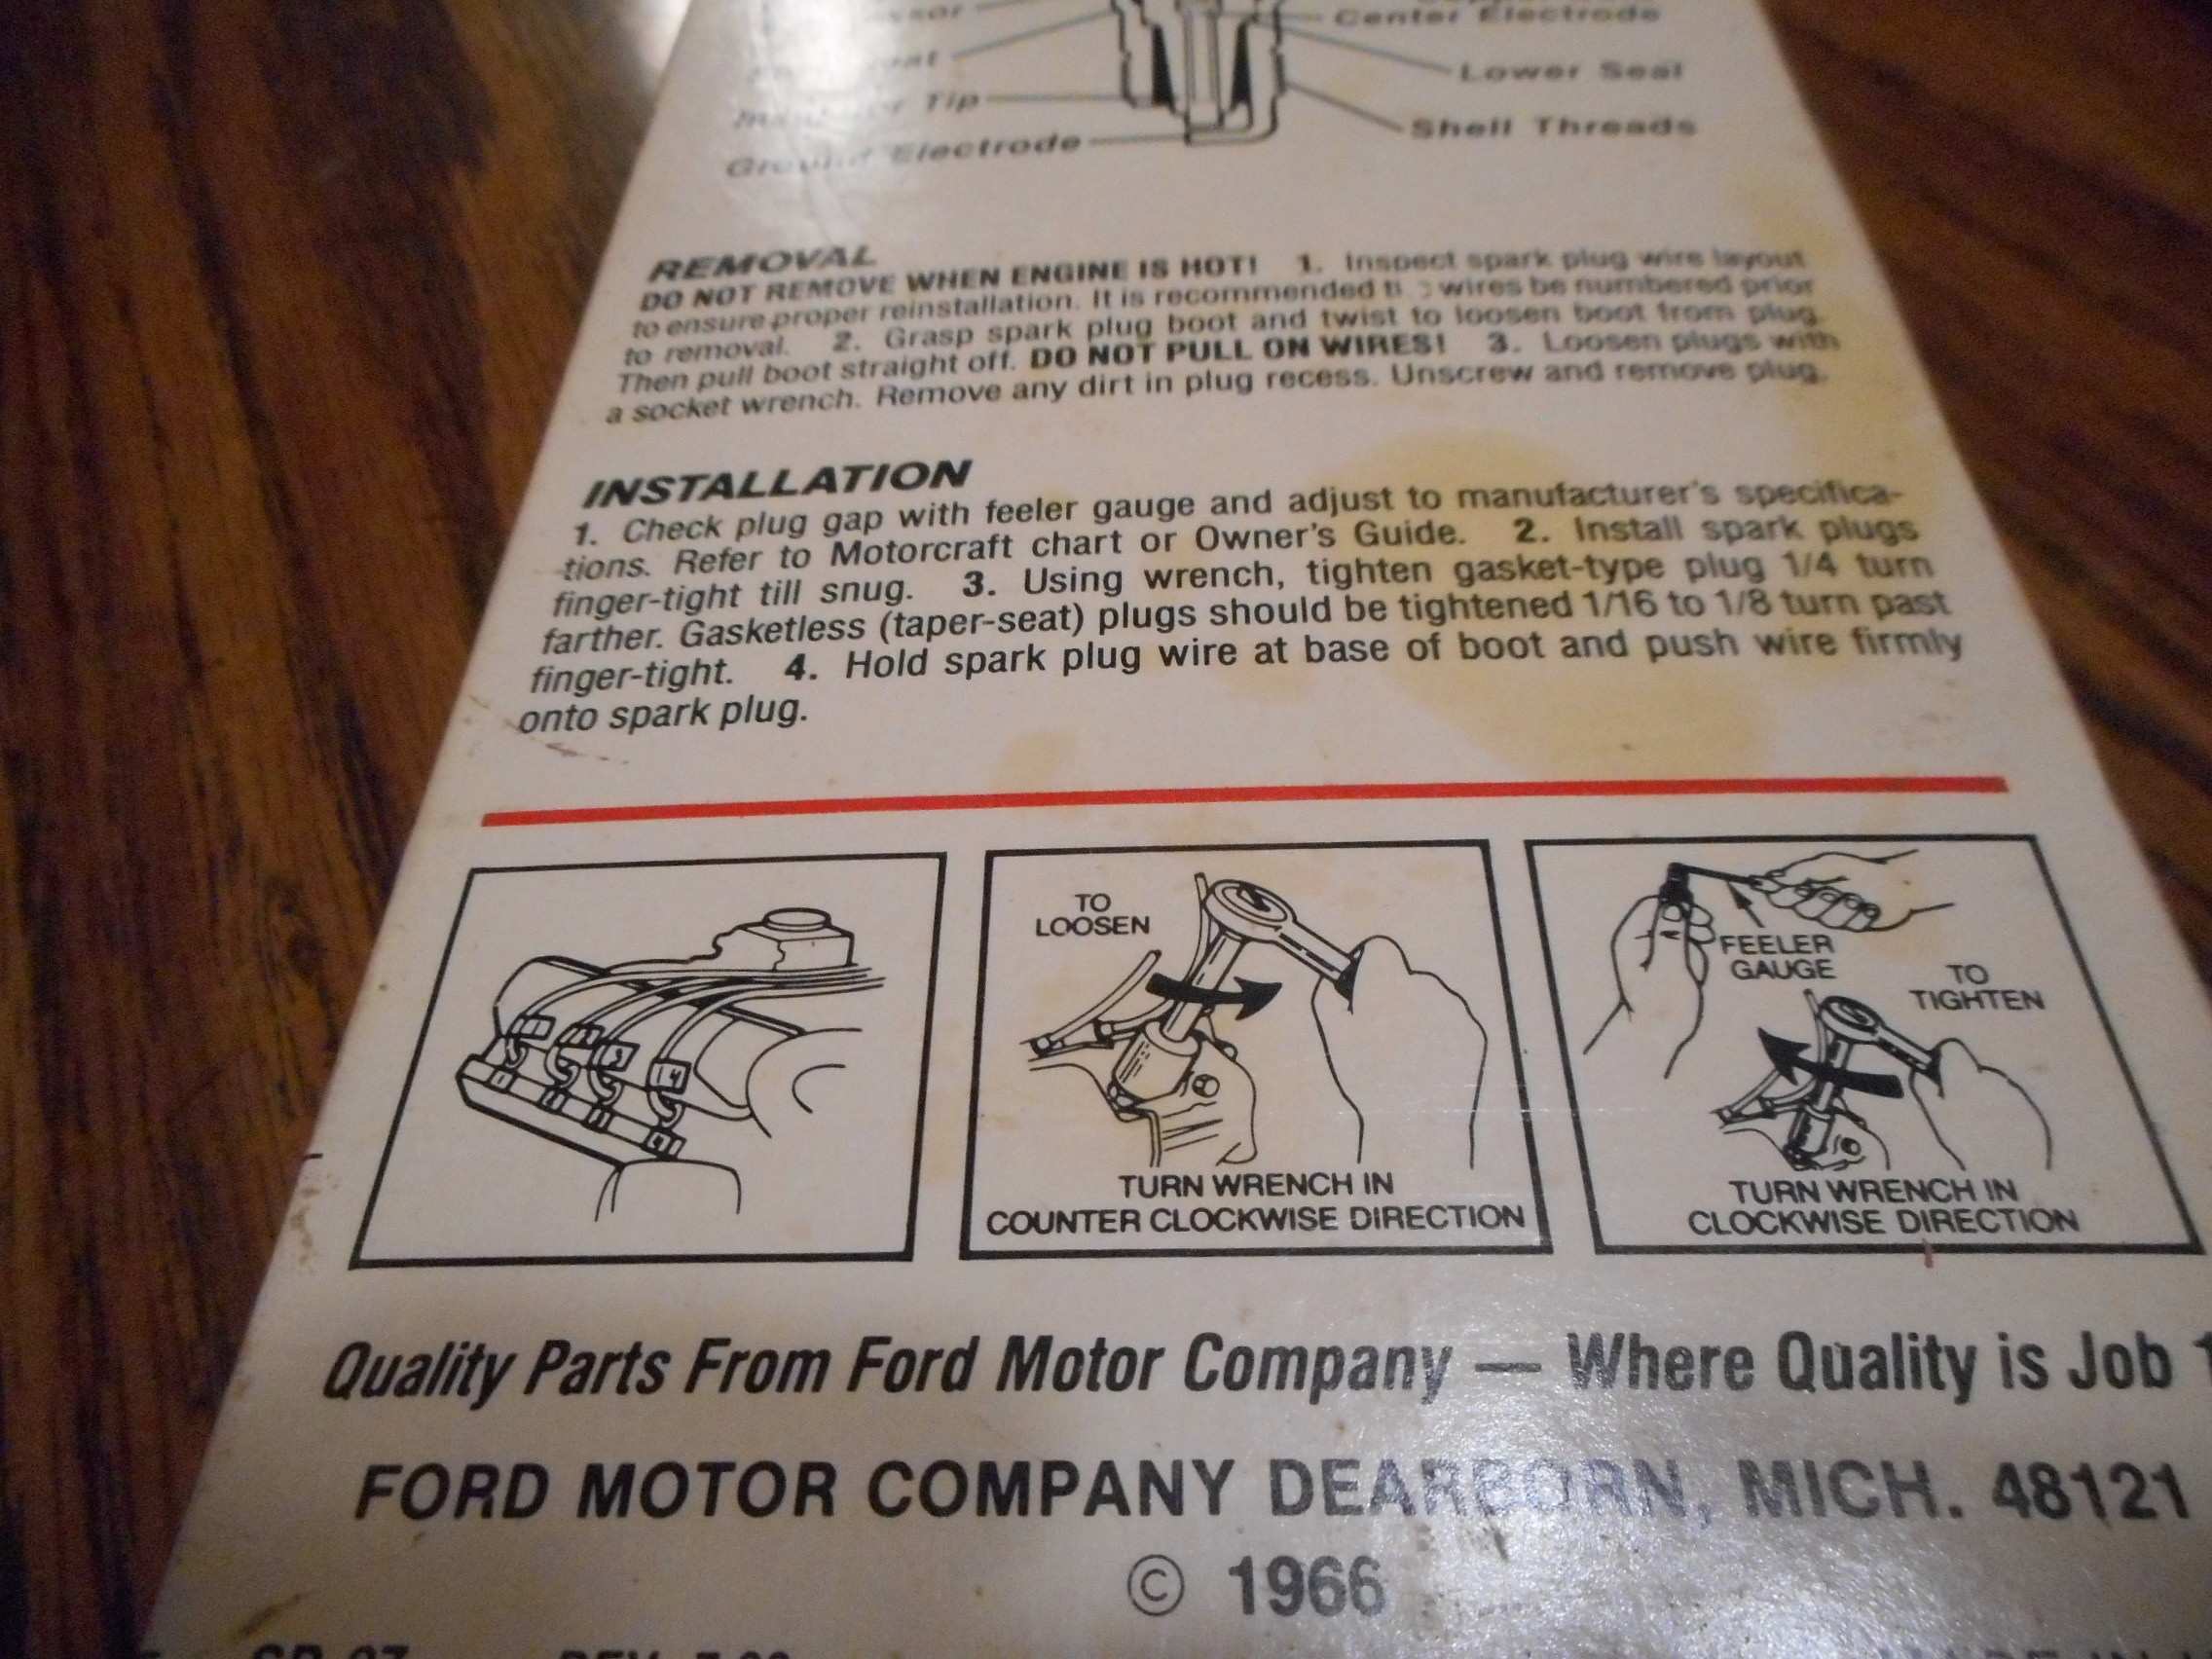 Center Electrode
Lower Seal
Tip
Shell Threads
Ground Electrode
REMOVAL
DO NOT REMOVE WHEN ENGINE IS HOT! 1. Inspect spark plug wire layout
to ensure proper reinstallation. It is recommended wires be numbered prior
to removal. 2. Grasp spark plug boot and twist to loosen boot from plug.
Then pull boot straight off. DO NOT PULL ON WIRES! 3. Loosen plugs with
a socket wrench. Remove any dirt in plug recess. Unscrew and remove plug.
INSTALLATION
1. Check plug gap with feeler gauge and adjust to manufacturer's specifica-
tions. Refer to Motorcraft chart or Owner's Guide. 2. Install spark plugs
finger-tight till snug. 3. Using wrench, tighten gasket-type plug 1/4 turn
farther. Gasketless (taper-seat) plugs should be tightened 1/16 to 1/8 turn past
finger-tight. 4. Hold spark plug wire at base of boot and push wire firmly
onto spark plug.
1
3
4
1
4
TO
LOOSEN
TURN WRENCH IN
COUNTER CLOCKWISE DIRECTION
FEELER
GAUGE
TO
TIGHTEN
TURN WRENCH IN
CLOCKWISE DIRECTION
Quality Parts From Ford Motor Company — Where Quality is Job 1
FORD MOTOR COMPANY DEARBORN, MICH. 48121
© 1966